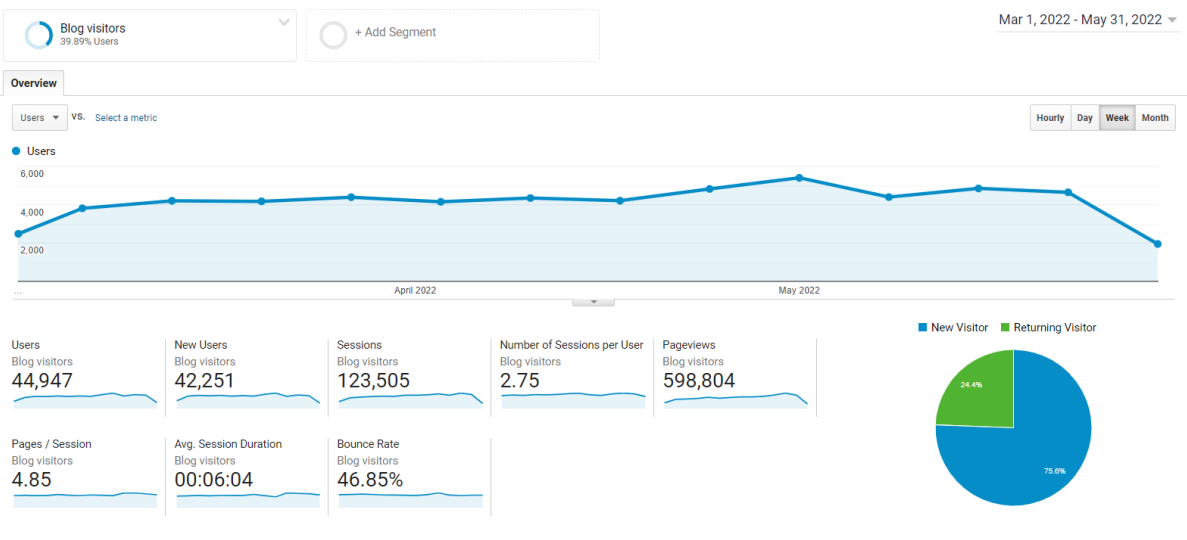 Blog visitors
39.89% Users
+ Add Segment
Mar 1, 2022 - May 31, 2022
Overview
Users
VS.
Select a metric
Hourly
Day
Week
Month
Users
6,000
4,000
2,000
...
April 2022
May 2022
New Visitor
Returning Visitor
Users
Blog visitors
44,947
New Users
Blog visitors
42,251
Sessions
Blog visitors
123,505
Number of Sessions per User
Blog visitors
2.75
Pageviews
Blog visitors
598,804
24.4%
75.6%
Pages / Session
Blog visitors
4.85
Avg. Session Duration
Blog visitors
00:06:04
Bounce Rate
Blog visitors
46.85%